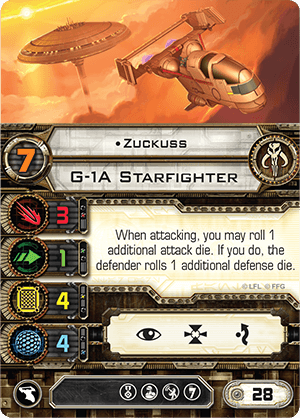 •Zuckuss
7
G-1A Starfighter
3
1
4
4
When attacking, you may roll 1
additional attack die. If you do, the
defender rolls 1 additional defense die.
©LFL ©FFG
7
28